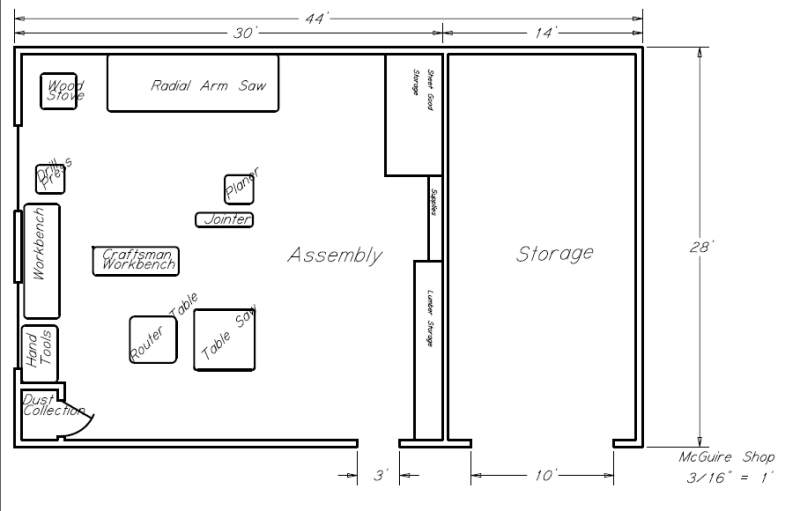 44'
30'
14'
Wood
Stove
Radial Arm Saw
Sheet Good
Storage
Drill
Press
Planer
Supplies
Jointer
Workbench
28'
Craftsman
Workbench
Assembly
Storage
Router Table
Table Saw
Lumber Storage
Hand
Tools
Dust
Collection
McGuire Shop
3'
10'
3/16" = 1'